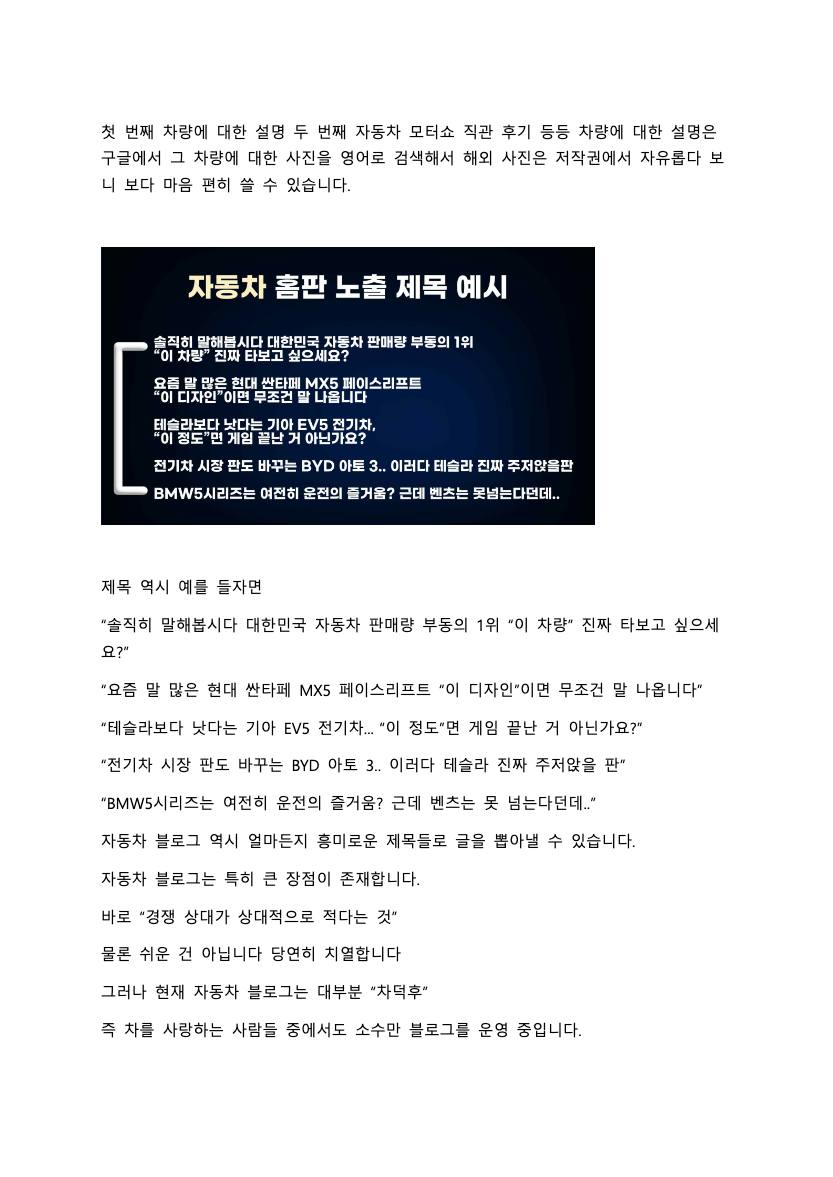 첫 번째 차량에 대한 설명 두 번째 자동차 모터쇼 직관 후기 등등 차량에 대한 설명은
구글에서 그 차량에 대한 사진을 영어로 검색해서 해외 사진은 저작권에서 자유롭다 보
니 보다 마음 편히 쓸 수 있습니다.
자동차 홈판 노출 제목 예시
솔직히 말해봅시다 대한민국 자동차 판매량 부동의 1위
“이 차량” 진짜 타보고 싶으세요?
요즘 말 많은 현대 싼타페 MX5 페이스리프트
“이 디자인”이면 무조건 말 나옵니다
테슬라보다 낫다는 기아 EV5 전기차,
“이 정도”면 게임 끝난 거 아닌가요?
전기차 시장 판도 바꾸는 BYD 아토 3.. 이러다 테슬라 진짜 주저앉을판
BMW5시리즈는 여전히 운전의 즐거움? 근데 벤츠는 못넘는다던데..
제목 역시 예를 들자면
“솔직히 말해봅시다 대한민국 자동차 판매량 부동의 1위 “이 차량” 진짜 타보고 싶으세
요?”
“요즘 말 많은 현대 싼타페 MX5 페이스리프트 “이 디자인”이면 무조건 말 나옵니다”
“테슬라보다 낫다는 기아 EV5 전기차... “이 정도”면 게임 끝난 거 아닌가요?”
“전기차 시장 판도 바꾸는 BYD 아토 3.. 이러다 테슬라 진짜 주저앉을 판”
“BMW5시리즈는 여전히 운전의 즐거움? 근데 벤츠는 못 넘는다던데..”
자동차 블로그 역시 얼마든지 흥미로운 제목들로 글을 뽑아낼 수 있습니다.
자동차 블로그는 특히 큰 장점이 존재합니다.
바로 “경쟁 상대가 상대적으로 적다는 것”
물론 쉬운 건 아닙니다 당연히 치열합니다
그러나 현재 자동차 블로그는 대부분 “차덕후”
즉 차를 사랑하는 사람들 중에서도 소수만 블로그를 운영 중입니다.